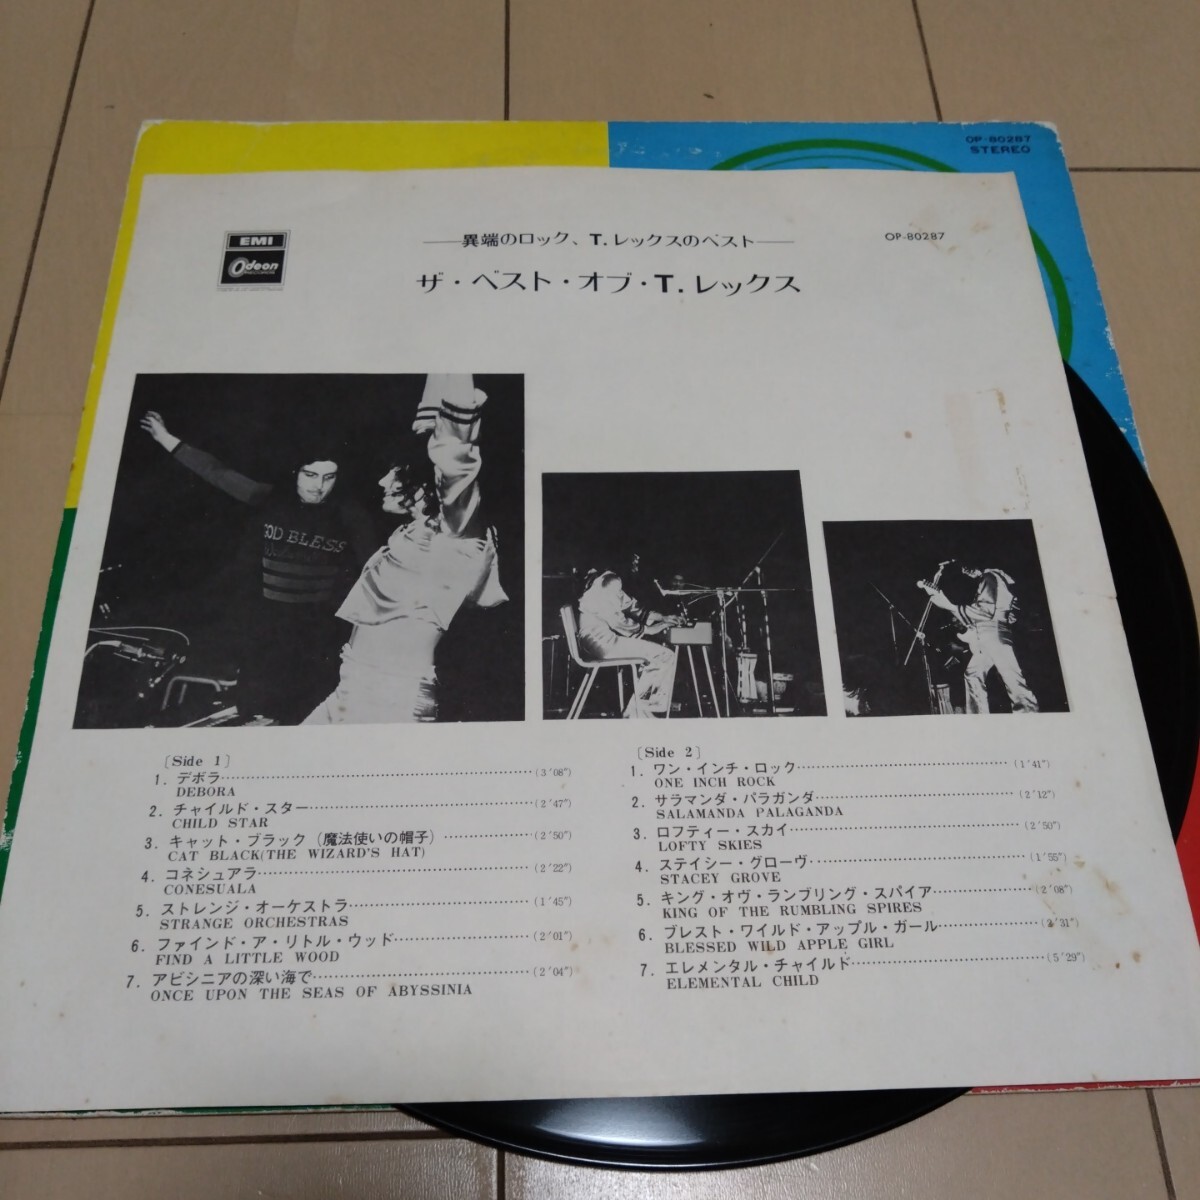 OP-80287
STEREO
EMI
Odeon
—異端のロック、T.レックスのベスト—
OP-80287
ザ・ベスト・オブ・T.レックス
GOD BLESS
[Side 1]
1. デボラ (3'08")
DEBORA
2. チャイルド・スター (2'47")
CHILD STAR
3. キャット・ブラック (魔法使いの帽子) (2'50")
CAT BLACK(THE WIZARD'S HAT)
4. コネシュアラ (2'22")
CONESUALA
5. ストレンジ・オーケストラ (1'45")
STRANGE ORCHESTRAS
6. ファインド・ア・リトル・ウッド (2'01")
FIND A LITTLE WOOD
7. アビシニアの深い海で (2'04")
ONCE UPON THE SEAS OF ABYSSINIA
[Side 2]
1. ワン・インチ・ロック (1'41")
ONE INCH ROCK
2. サラマンダ・パラガンダ (2'12")
SALAMANDA PALAGANDA
3. ロフティー・スカイ (2'50")
LOFTY SKIES
4. ステイシー・グローヴ (1'55")
STACEY GROVE
5. キング・オヴ・ランブリング・スパイア (2'08")
KING OF THE RUMBLING SPIRES
6. ブレスト・ワイルド・アップル・ガール (2'31")
BLESSED WILD APPLE GIRL
7. エレメンタル・チャイルド (5'29")
ELEMENTAL CHILD